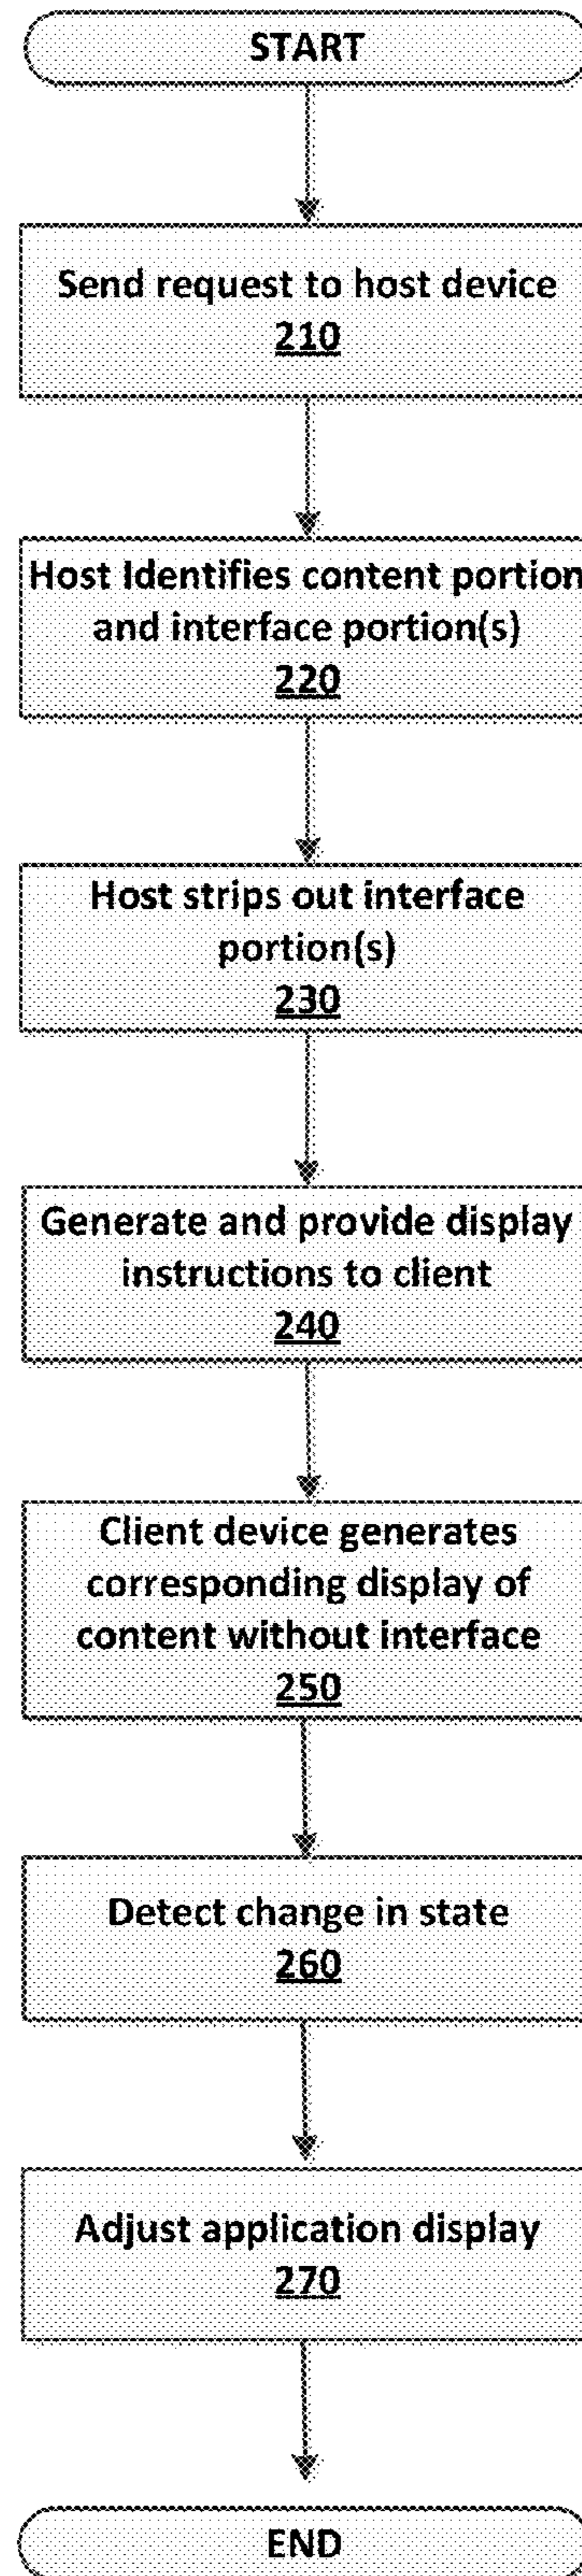 START
Send request to host device
210
Host Identifies content portion
and interface portion(s)
220
Host strips out interface
portion(s)
230
Generate and provide display
instructions to client
240
Client device generates
corresponding display of
content without interface
250
Detect change in state
260
Adjust application display
270
END